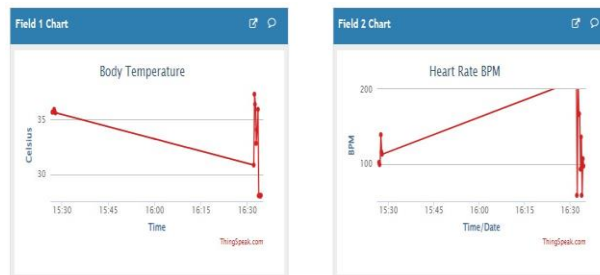 Field 1 Chart
Body Temperature
Celsius
35
30
15:30 15:45 16:00 16:15 16:30
Time
ThingSpeak.com
Field 2 Chart
Heart Rate BPM
BPM
200
100
15:30 15:45 16:00 16:15 16:30
Time/Date
ThingSpeak.com